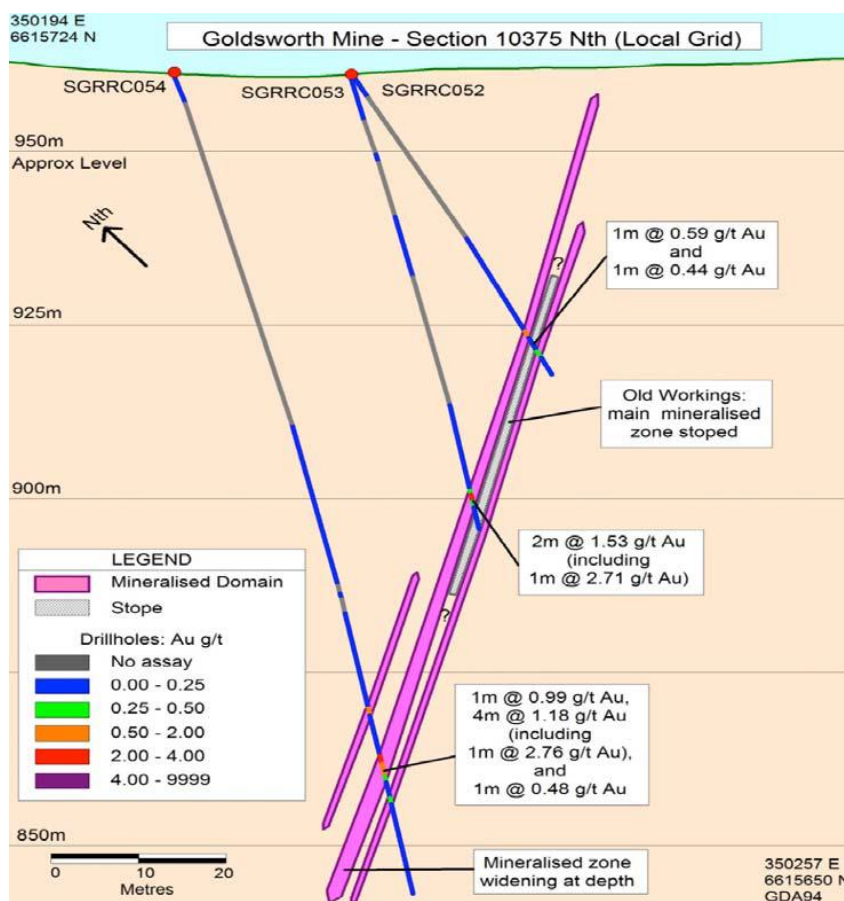 350194 E
6615724 N
Goldsworth Mine - Section 10375 Nth (Local Grid)
SGRRC054
SGRRC053
SGRRC052
950m
Approx Level
Nth
1m @ 0.59 g/t Au
and
1m @ 0.44 g/t Au
?
925m
Old Workings:
main mineralised
zone stoped
900m
2m @ 1.53 g/t Au
(including
1m @ 2.71 g/t Au)
?
LEGEND
Mineralised Domain
Stope
Drillholes: Au g/t
No assay
0.00 - 0.25
0.25 - 0.50
0.50 - 2.00
2.00 - 4.00
4.00 - 9999
1m @ 0.99 g/t Au,
4m @ 1.18 g/t Au
(including
1m @ 2.76 g/t Au),
and
1m @ 0.48 g/t Au
850m
0 10 20
Metres
Mineralised zone
widening at depth
350257 E
6615650 N
GDA94